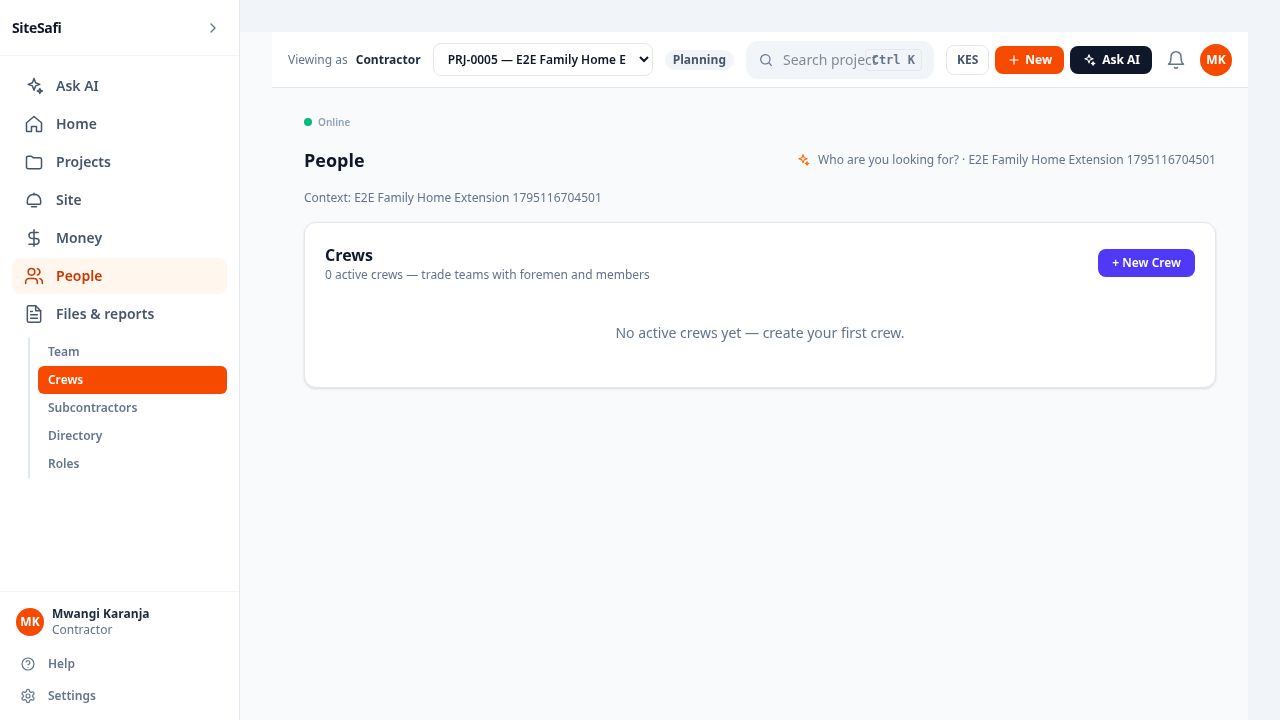 SiteSafi
Ask AI
Home
Projects
Site
Money
People
Files & reports
Team
Crews
Subcontractors
Directory
Roles
MK
Mwangi Karanja
Contractor
Help
Settings
Viewing as Contractor
PRJ-0005 — E2E Family Home E
Planning
Search project
Ctrl K
KES
+ New
Ask AI
MK
Online
People
Who are you looking for? · E2E Family Home Extension 1795116704501
Context: E2E Family Home Extension 1795116704501
Crews
0 active crews — trade teams with foremen and members
+ New Crew
No active crews yet — create your first crew.